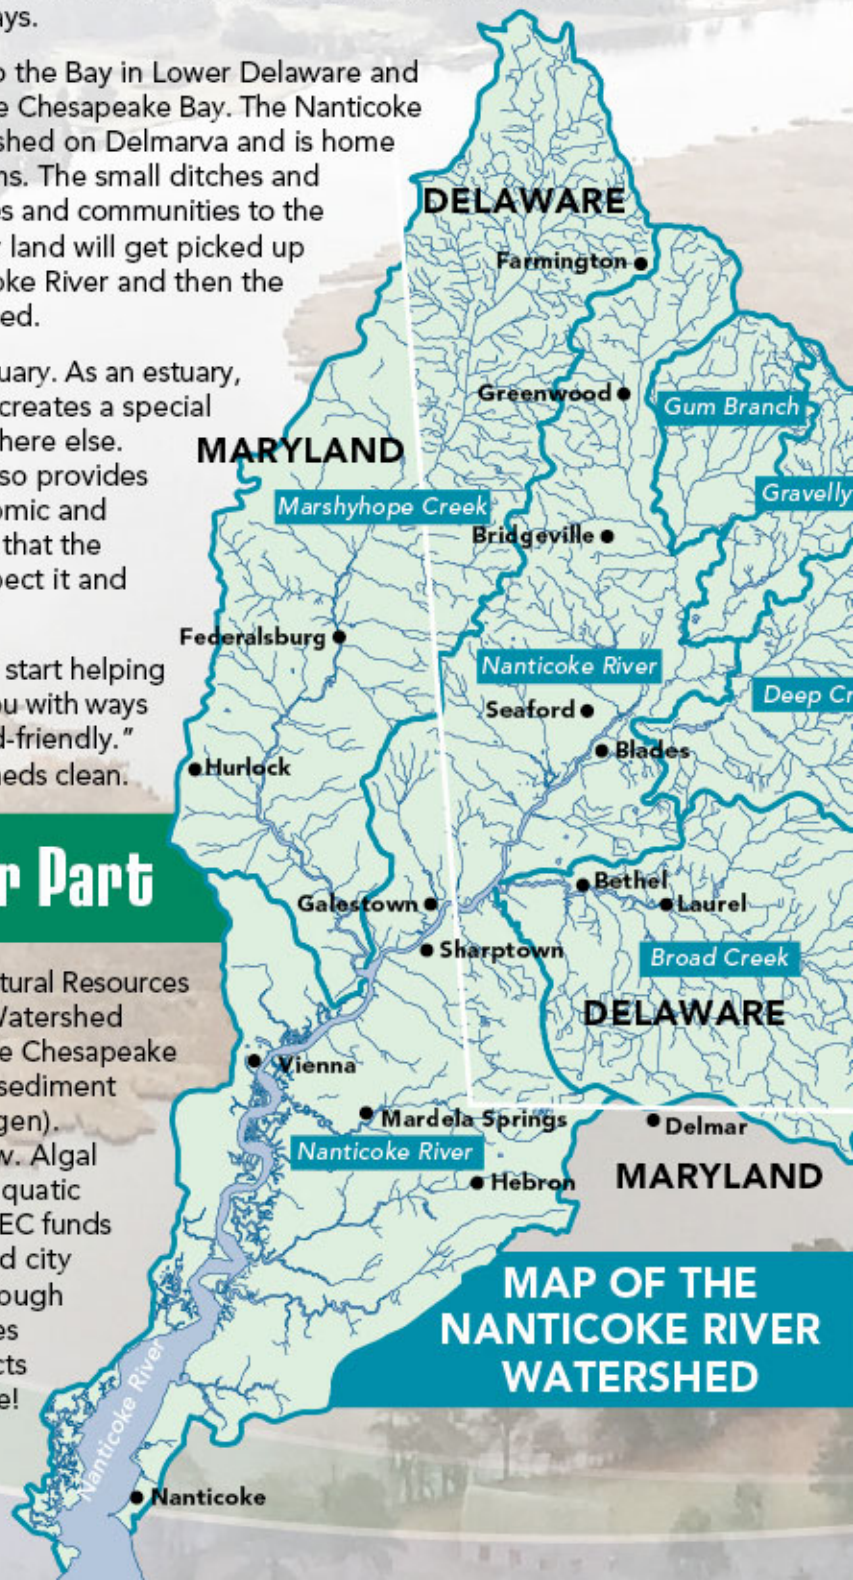 ays.
o the Bay in Lower Delaware and
e Chesapeake Bay. The Nanticoke
shed on Delmarva and is home
ns. The small ditches and
es and communities to the
r land will get picked up
oke River and then the
ed.
uary. As an estuary,
creates a special
here else.
so provides
omic and
that the
pect it and
start helping
ou with ways
d-friendly."
neds clean.
r Part
tural Resources
Watershed
e Chesapeake
sediment
gen).
w. Algal
quatic
EC funds
d city
ough
es
cts
e!
DELAWARE
Farmington
Greenwood
Gum Branch
MARYLAND
Gravelly
Marshyhope Creek
Bridgeville
Federalsburg
Nanticoke River
Deep Cr
Seaford
Blades
Hurlock
Bethel
Galestown
Laurel
Sharptown
Broad Creek
DELAWARE
Vienna
Mardela Springs
Delmar
Nanticoke River
Hebron
MARYLAND
MAP OF THE
NANTICOKE RIVER
WATERSHED
Nanticoke River
Nanticoke